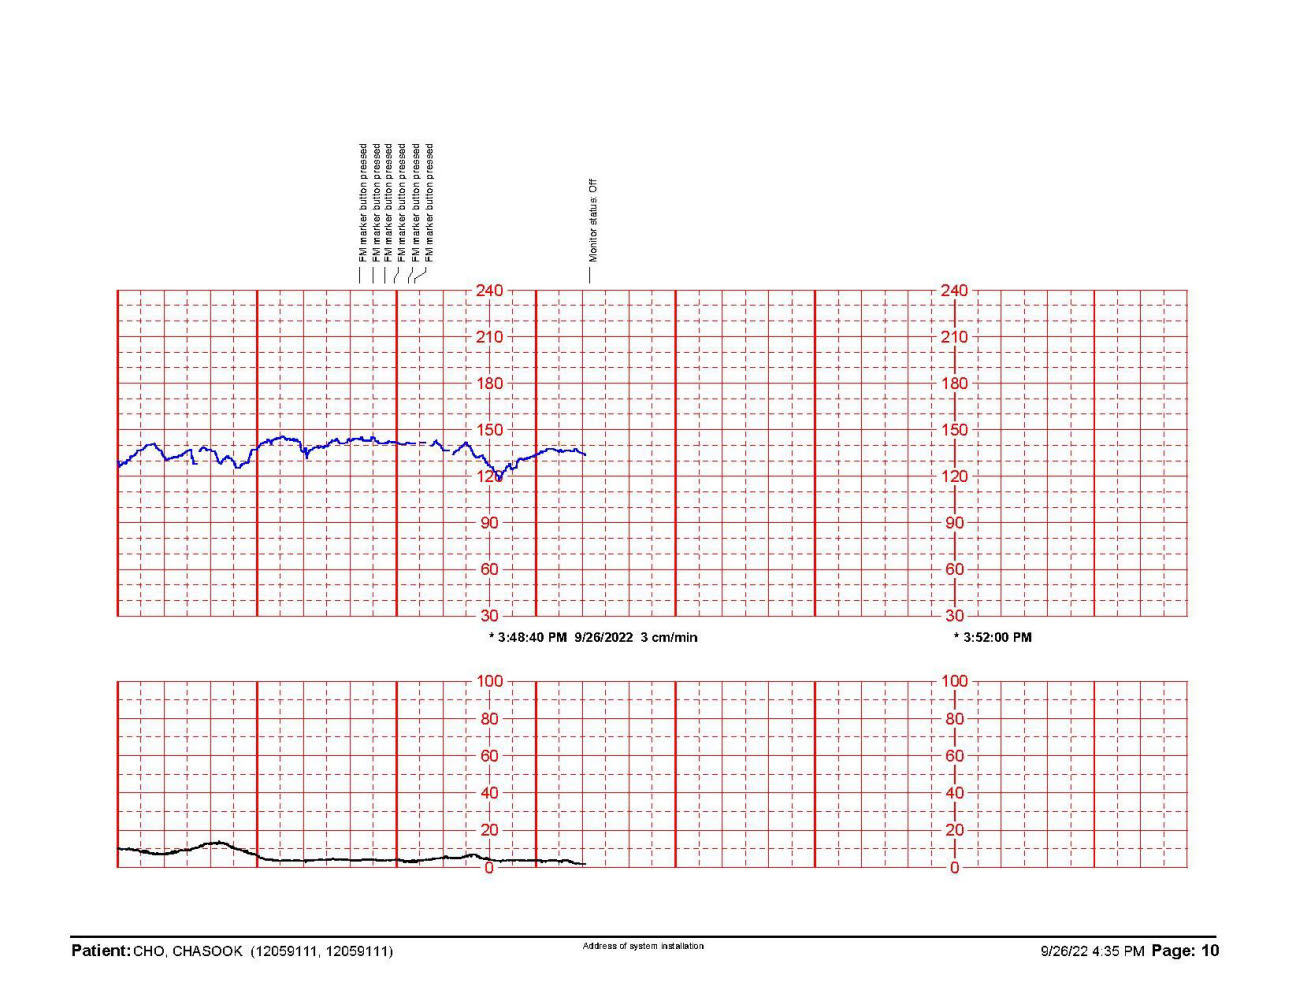 FM marker button pressed
FM marker button pressed
FM marker button pressed
FM marker button pressed
FM marker button pressed
FM marker button pressed
Monitor status: Off
240 240
210 210
180 180
150 150
120 120
90 90
60 60
30 30
* 3:48:40 PM 9/26/2022 3 cm/min * 3:52:00 PM
100 100
80 80
60 60
40 40
20 20
0 0
Patient: CHO, CHASOOK (12059111, 12059111) Address of system installation 9/26/22 4:35 PM Page: 10